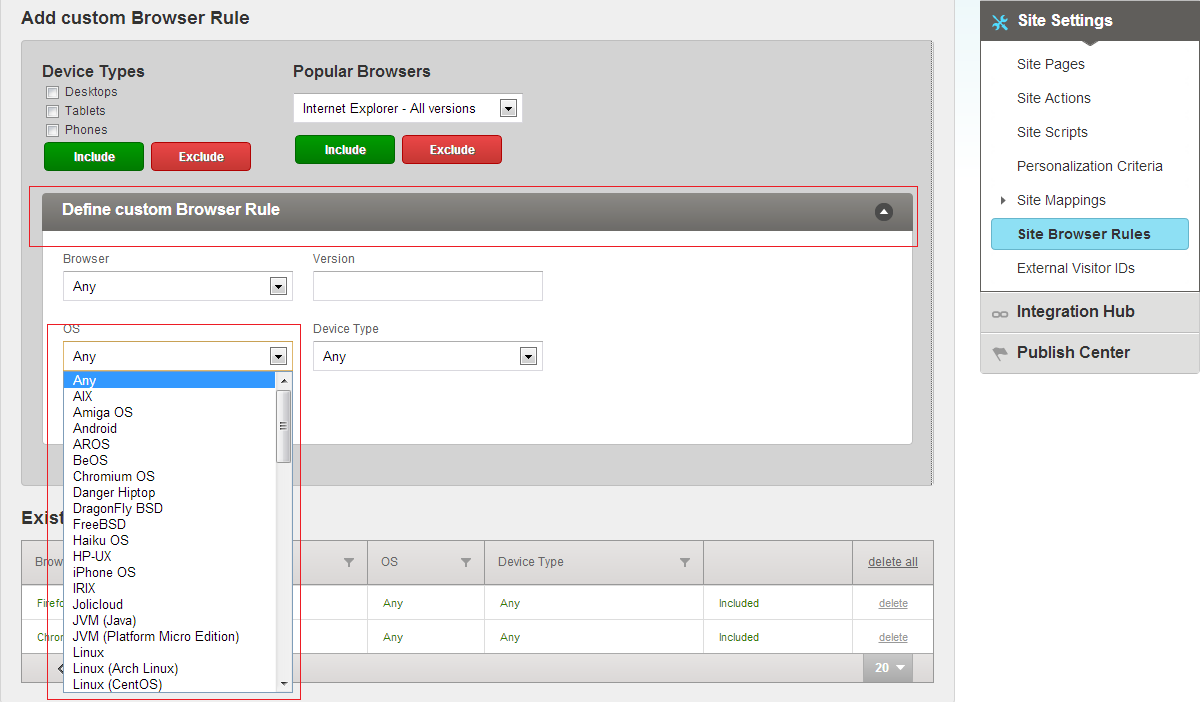 Add custom Browser Rule
Device Types
Desktops
Tablets
Phones
Include
Exclude
Popular Browsers
Internet Explorer - All versions
Include
Exclude
Define custom Browser Rule
Browser
Any
Version
OS
Any
Device Type
Any
Any
AIX
Amiga OS
Android
AROS
BeOS
Chromium OS
Danger Hiptop
DragonFly BSD
FreeBSD
Haiku OS
HP-UX
iPhone OS
IRIX
Jolicloud
JVM (Java)
JVM (Platform Micro Edition)
Linux
Linux (Arch Linux)
Linux (CentOS)
Exist
Brow
OS
Device Type
delete all
Firefo
Any
Any
Included
delete
Chron
Any
Any
Included
delete
20
Site Settings
Site Pages
Site Actions
Site Scripts
Personalization Criteria
Site Mappings
Site Browser Rules
External Visitor IDs
Integration Hub
Publish Center